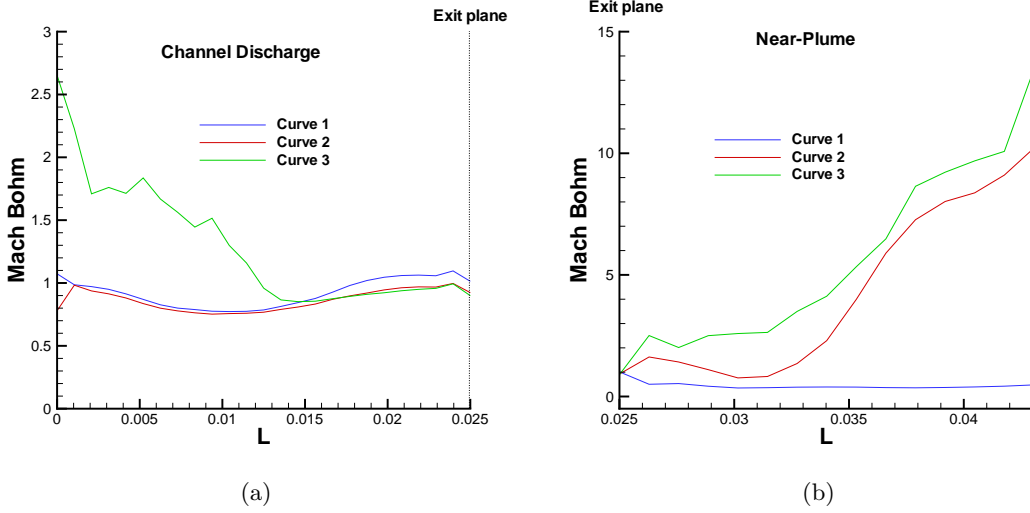 Exit plane
Channel Discharge
Curve 1
Curve 2
Curve 3
Mach Bohm
3
2.5
2
1.5
1
0.5
0
0 0.005 0.01 0.015 0.02 0.025
L
(a)
Exit plane
Near-Plume
Curve 1
Curve 2
Curve 3
Mach Bohm
15
10
5
0
0.025 0.03 0.035 0.04
L
(b)